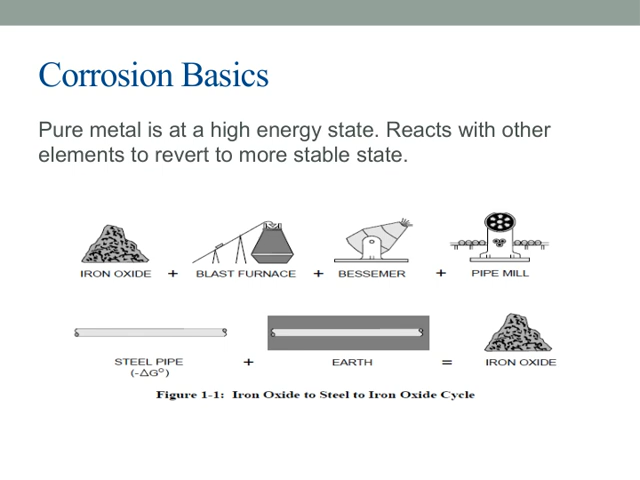 Corrosion Basics
Pure metal is at a high energy state. Reacts with other
elements to revert to more stable state.
IRON OXIDE + BLAST FURNACE + BESSEMER + PIPE MILL
STEEL PIPE + EARTH = IRON OXIDE
(-ΔG°)
Figure 1-1: Iron Oxide to Steel to Iron Oxide Cycle